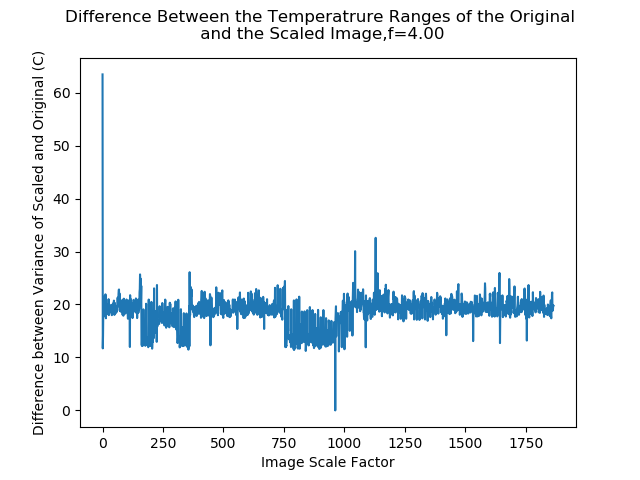 Difference Between the Temperatrure Ranges of the Original
and the Scaled Image,f=4.00
Difference between Variance of Scaled and Original (C)
60
50
40
30
20
10
0
0 250 500 750 1000 1250 1500 1750
Image Scale Factor